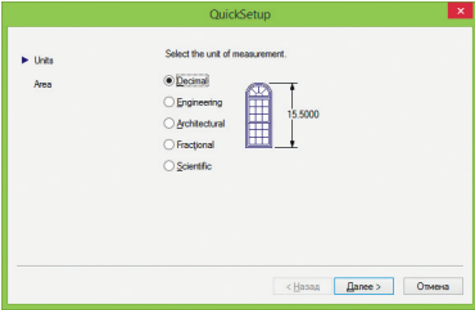 QuickSetup
Units
Area
Select the unit of measurement.
Decimal
Engineering
Architectural
Fractional
Scientific
15.5000
< Назад
Далее >
Отмена